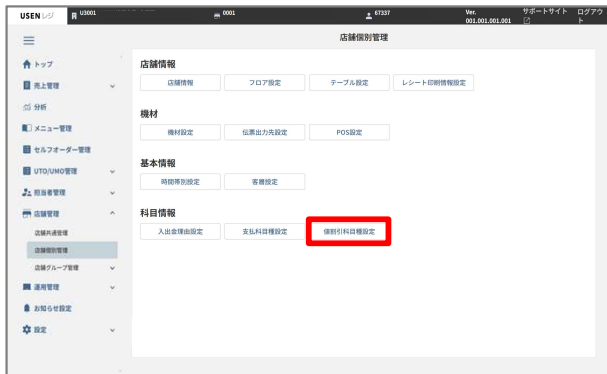 USEN レジ U3001 0001 67337 Ver. 001.001.001.001 サポートサイト ログアウト
店舗個別管理
トップ
売上管理
分析
メニュー管理
セルフオーダー管理
UTO/UMO管理
担当者管理
店舗管理
店舗共通管理
店舗個別管理
店舗グループ管理
運用管理
お知らせ設定
設定
店舗情報
店舗情報 フロア設定 テーブル設定 レシート印刷情報設定
機材
機材設定 伝票出力先設定 POS設定
基本情報
時間帯別設定 客層設定
科目情報
入出金理由設定 支払科目種設定 値割引科目種設定